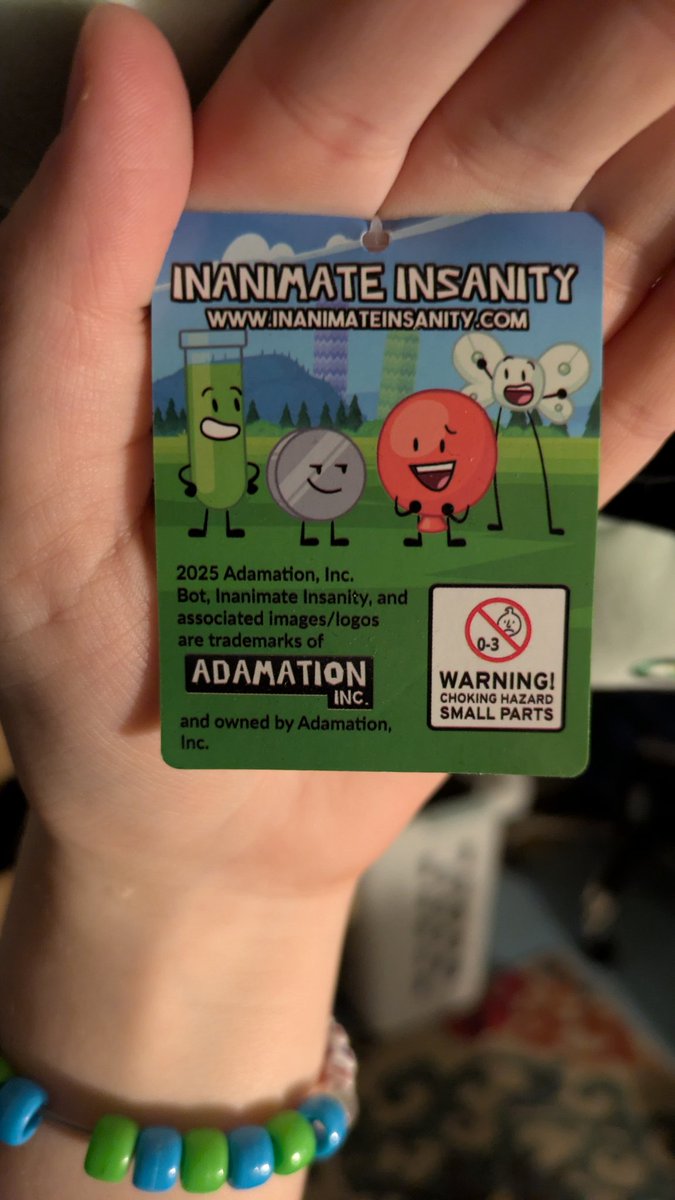 INANIMATE INSANITY
WWW.INANIMATEINSANITY.COM
2025 Adamation, Inc.
Bot, Inanimate Insanity, and
associated images/logos
are trademarks of
ADAMATION
INC.
and owned by Adamation,
Inc.
0-3
WARNING!
CHOKING HAZARD
SMALL PARTS